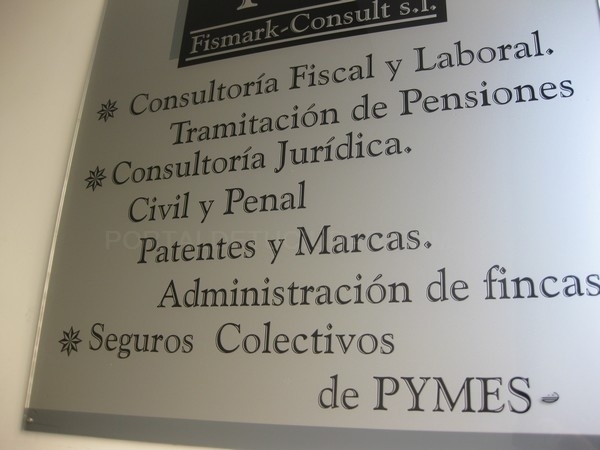 Fismark-Consult s.l.
Consultoría Fiscal y Laboral.
Tramitación de Pensiones
Consultoría Jurídica.
Civil y Penal
Patentes y Marcas.
Administración de fincas
Seguros Colectivos
de PYMES